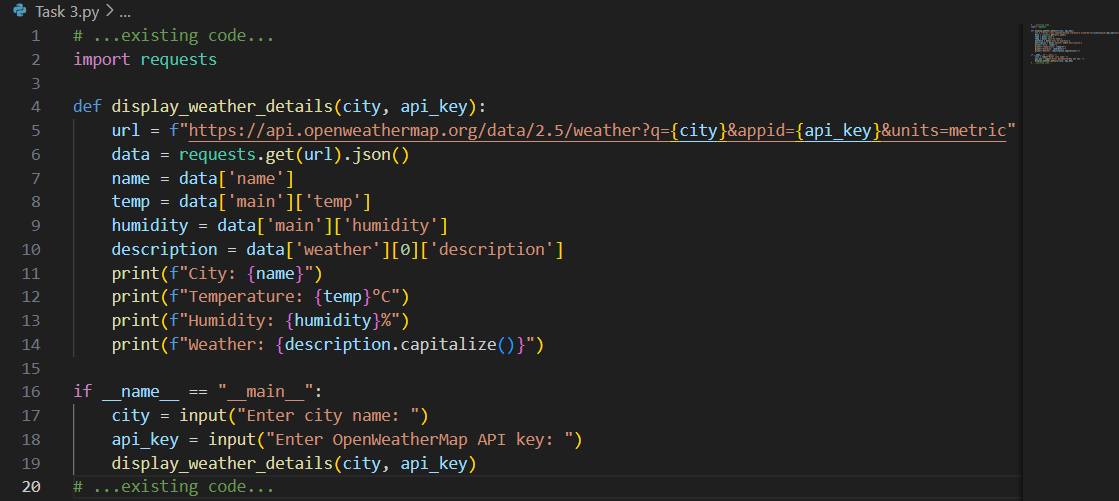 Task 3.py > ...
1 # ...existing code...
2 import requests
3
4 def display_weather_details(city, api_key):
5     url = f"https://api.openweathermap.org/data/2.5/weather?q={city}&appid={api_key}&units=metric"
6     data = requests.get(url).json()
7     name = data['name']
8     temp = data['main']['temp']
9     humidity = data['main']['humidity']
10     description = data['weather'][0]['description']
11     print(f"City: {name}")
12     print(f"Temperature: {temp}°C")
13     print(f"Humidity: {humidity}%")
14     print(f"Weather: {description.capitalize()}")
15
16 if __name__ == "__main__":
17     city = input("Enter city name: ")
18     api_key = input("Enter OpenWeatherMap API key: ")
19     display_weather_details(city, api_key)
20 # ...existing code...